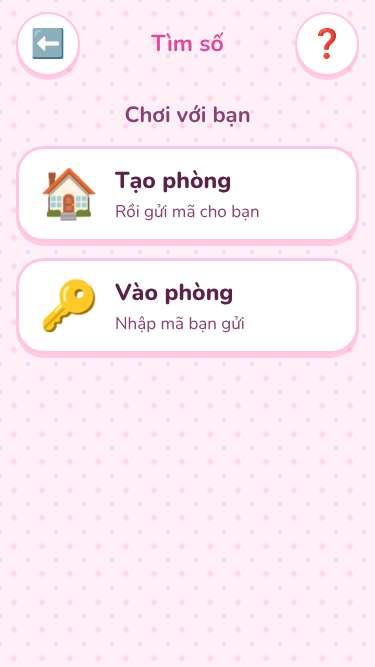 Tìm số
Chơi với bạn
Tạo phòng
Rồi gửi mã cho bạn
Vào phòng
Nhập mã bạn gửi